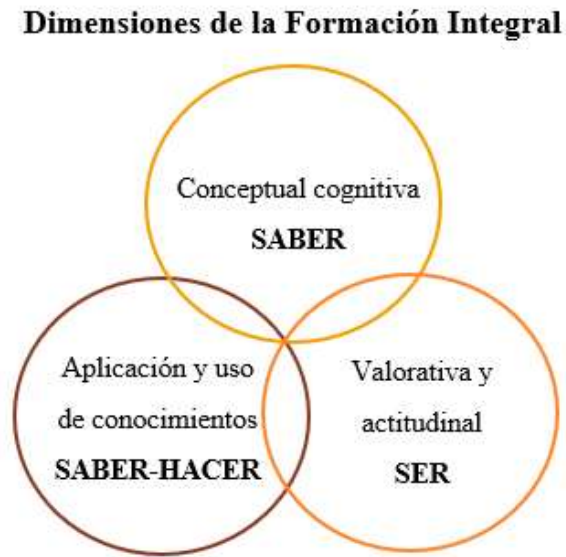 Dimensiones de la Formación Integral
Conceptual cognitiva
SABER
Aplicación y uso
de conocimientos
SABER-HACER
Valorativa y
actitudinal
SER